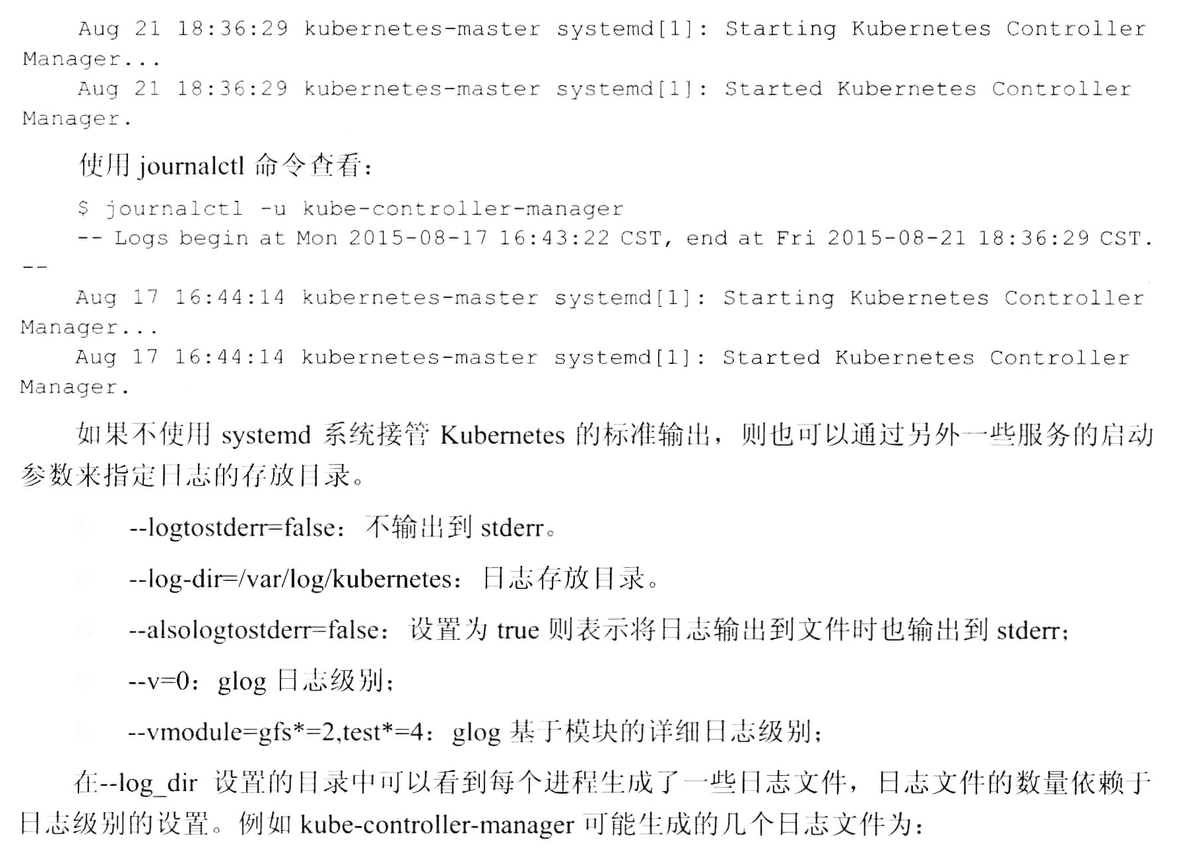 Aug 21 18:36:29 kubernetes-master systemd[1]: Starting Kubernetes Controller
Manager...
Aug 21 18:36:29 kubernetes-master systemd[1]: Started Kubernetes Controller
Manager.
使用 journalctl 命令查看：
$ journalctl -u kube-controller-manager
-- Logs begin at Mon 2015-08-17 16:43:22 CST, end at Fri 2015-08-21 18:36:29 CST.
--
Aug 17 16:44:14 kubernetes-master systemd[1]: Starting Kubernetes Controller
Manager...
Aug 17 16:44:14 kubernetes-master systemd[1]: Started Kubernetes Controller
Manager.
如果不使用 systemd 系统接管 Kubernetes 的标准输出，则也可以通过另外一些服务的启动
参数来指定日志的存放目录。
--logtostderr=false：不输出到 stderr。
--log-dir=/var/log/kubernetes：日志存放目录。
--alsologtostderr=false：设置为 true 则表示将日志输出到文件时也输出到 stderr；
--v=0：glog 日志级别；
--vmodule=gfs*=2,test*=4：glog 基于模块的详细日志级别；
在--log_dir 设置的目录中可以看到每个进程生成了一些日志文件，日志文件的数量依赖于
日志级别的设置。例如 kube-controller-manager 可能生成的几个日志文件为：